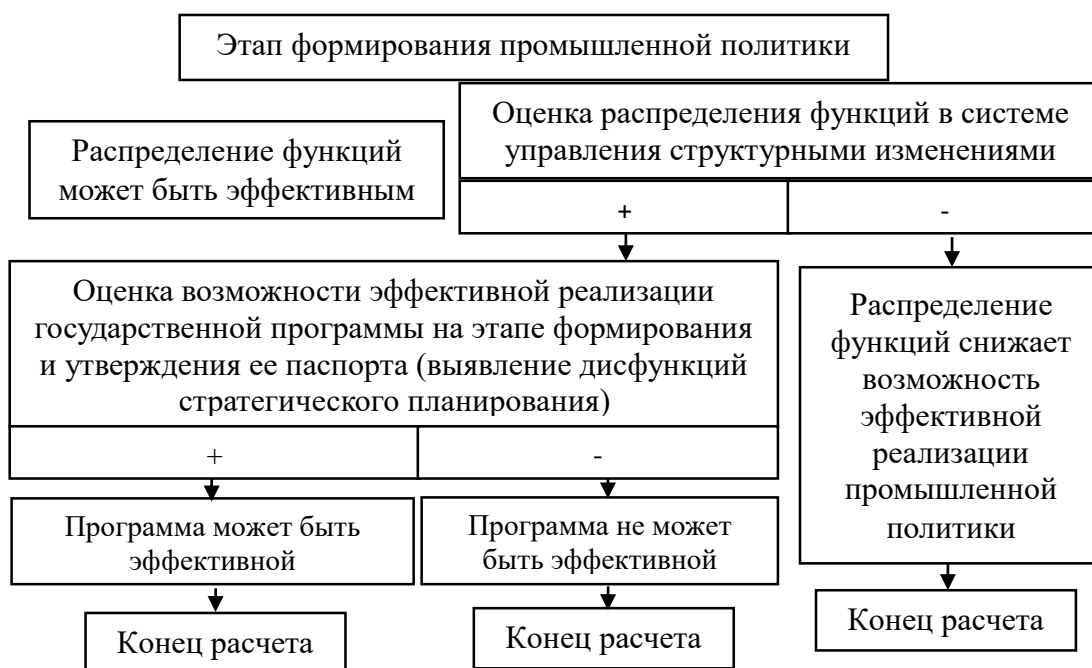 Этап формирования промышленной политики
Оценка распределения функций в системе
управления структурными изменениями
Распределение функций
может быть эффективным
+
-
Оценка возможности эффективной реализации
государственной программы на этапе формирования
и утверждения ее паспорта (выявление дисфункций
стратегического планирования)
+
-
Распределение
функций снижает
возможность
эффективной
реализации
промышленной
политики
Программа может быть
эффективной
Программа не может
быть эффективной
Конец расчета
Конец расчета
Конец расчета